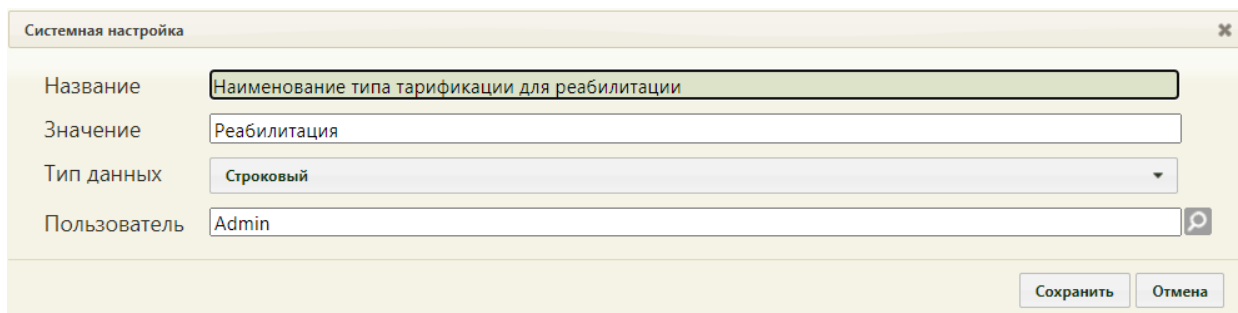 Системная настройка
Название Наименование типа тарификации для реабилитации
Значение Реабилитация
Тип данных Строковый
Пользователь Admin
Сохранить Отмена